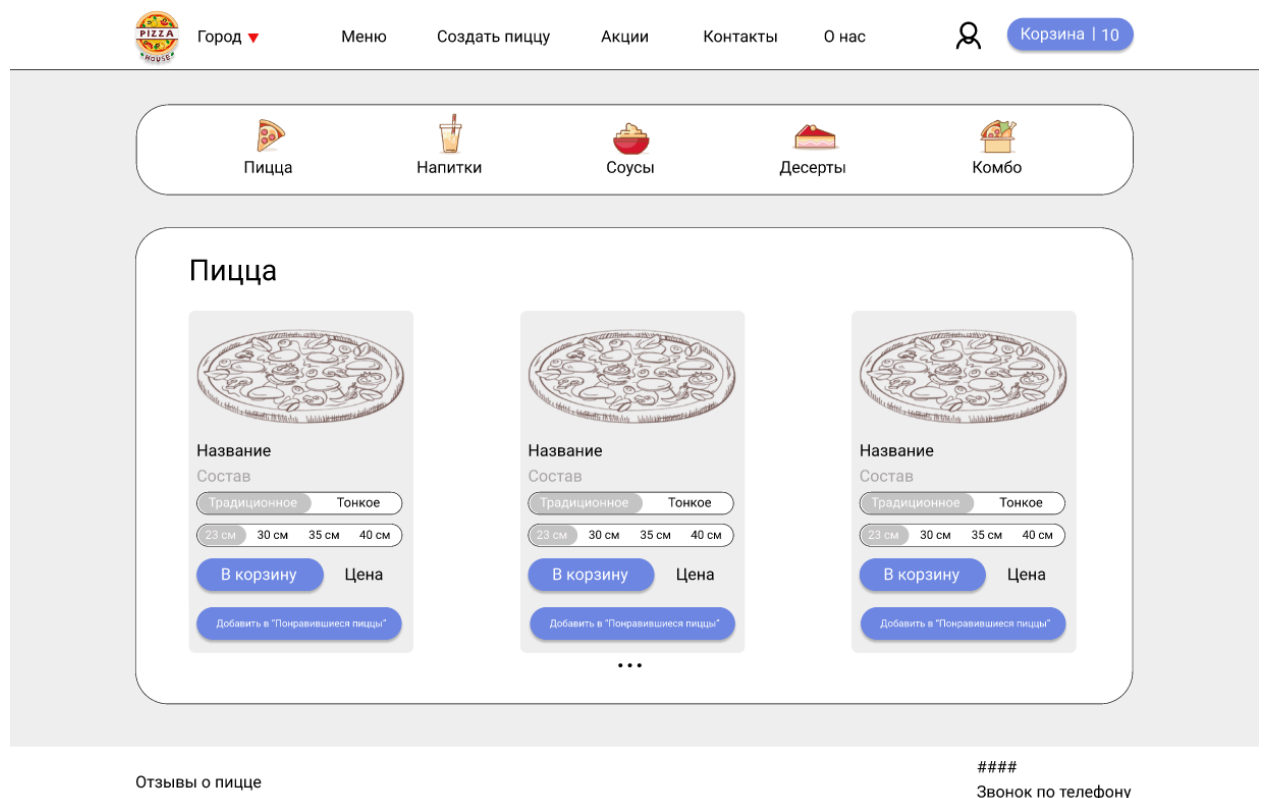 PIZZA
HOUSE
Город Меню Создать пиццу Акции Контакты О нас Корзина | 10
Пицца Напитки Соусы Десерты Комбо
Пицца
Название Название Название
Состав Состав Состав
Традиционное Тонкое Традиционное Тонкое Традиционное Тонкое
23 см 30 см 35 см 40 см 23 см 30 см 35 см 40 см 23 см 30 см 35 см 40 см
В корзину Цена В корзину Цена В корзину Цена
Добавить в "Понравившиеся пиццы" Добавить в "Понравившиеся пиццы" Добавить в "Понравившиеся пиццы"
...
####
Отзывы о пицце
Звонок по телефону